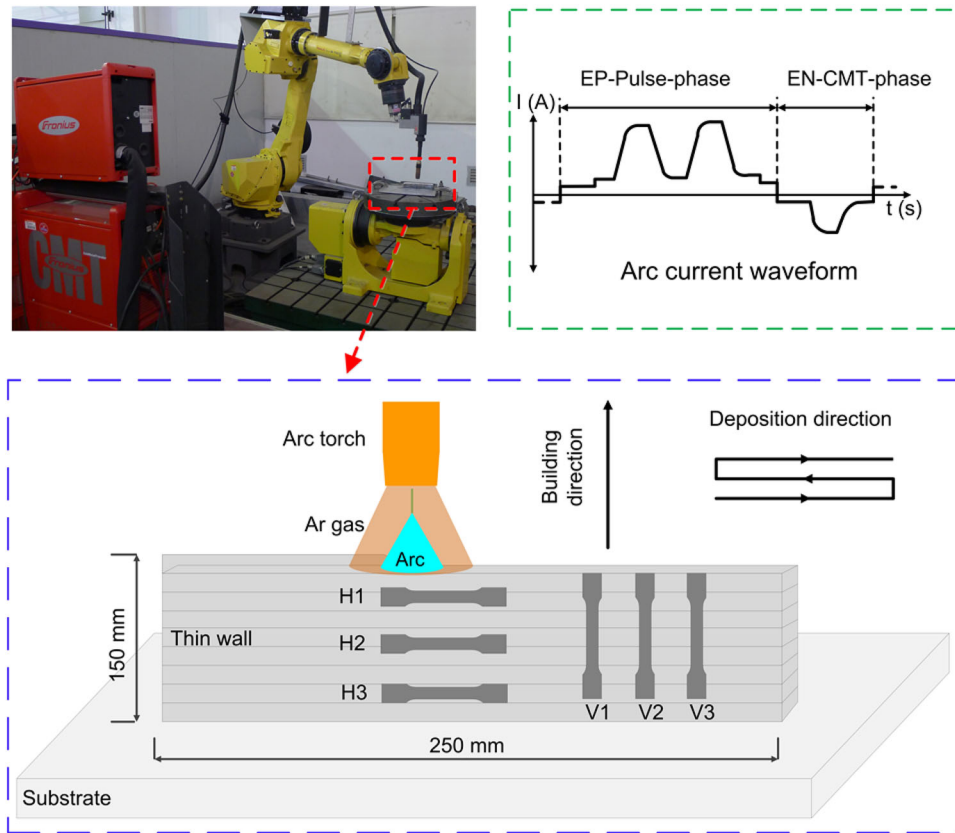 Fronius
CMT
Fronius
EP-Pulse-phase
EN-CMT-phase
I (A)
t (s)
Arc current waveform
Arc torch
Building
direction
Deposition direction
Ar gas
Arc
H1
Thin wall
H2
150 mm
H3
V1
V2
V3
250 mm
Substrate